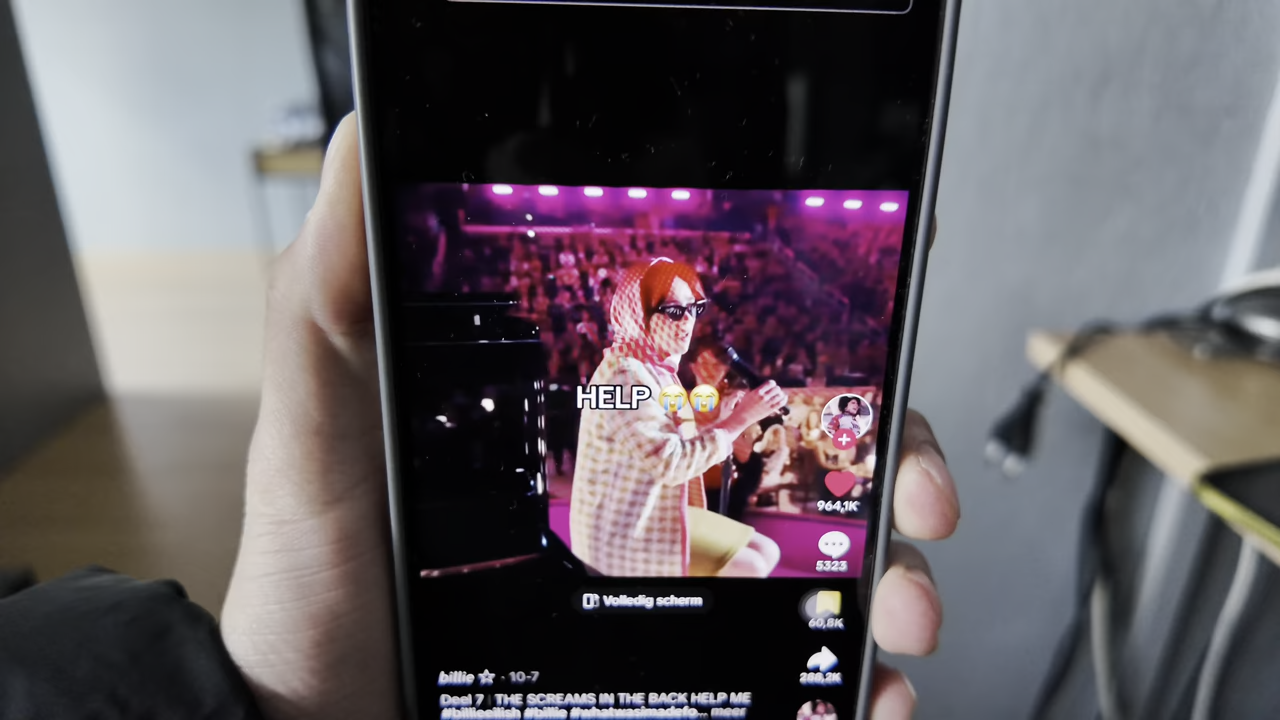 HELP 😭😭
964,1K
5323
Volledig scherm
60,8K
288,2K
billie ☆ · 10-7
Deel 7 | THE SCREAMS IN THE BACK HELP ME
#billieeilish #billie #whatwasimadefo... meer